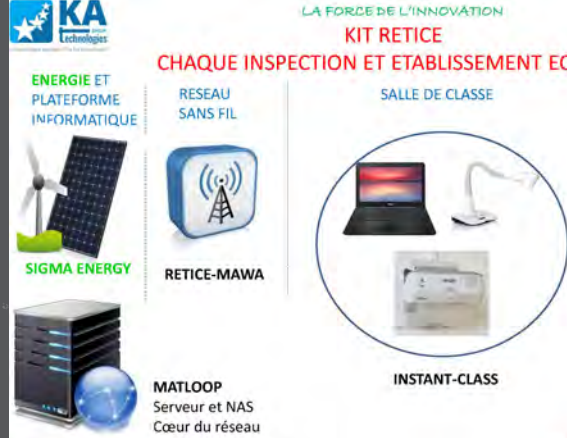 KA
Technologies
LA FORCE DE L'INNOVATION
KIT RETICE
CHAQUE INSPECTION ET ETABLISSEMENT EC
ENERGIE ET
PLATEFORME
INFORMATIQUE
RESEAU
SANS FIL
SALLE DE CLASSE
SIGMA ENERGY
RETICE-MAWA
INSTANT-CLASS
MATLOOP
Serveur et NAS
Cœur du réseau